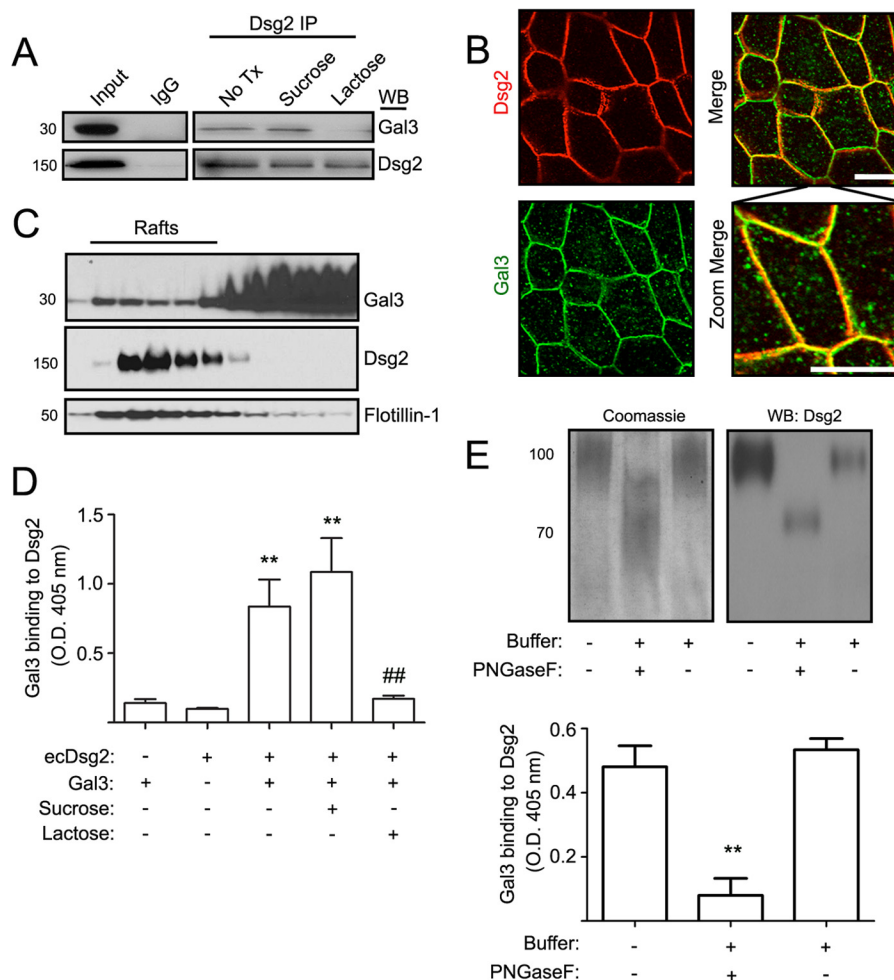 A
Dsg2 IP
Input
IgG
No Tx
Sucrose
Lactose
WB
30
Gal3
150
Dsg2
B
Dsg2
Merge
Gal3
Zoom Merge
C
Rafts
30
Gal3
150
Dsg2
50
Flotillin-1
D
Gal3 binding to Dsg2
(O.D. 405 nm)
1.5
1.0
0.5
**
**
##
ecDsg2: - + + + +
Gal3: + - + + +
Sucrose: - - - + -
Lactose: - - - - +
E
Coomassie
WB: Dsg2
100
70
Buffer: - + + - + +
PNGaseF: - + - - + -
Gal3 binding to Dsg2
(O.D. 405 nm)
0.6
0.4
0.2
**
Buffer: - + +
PNGaseF: - + -